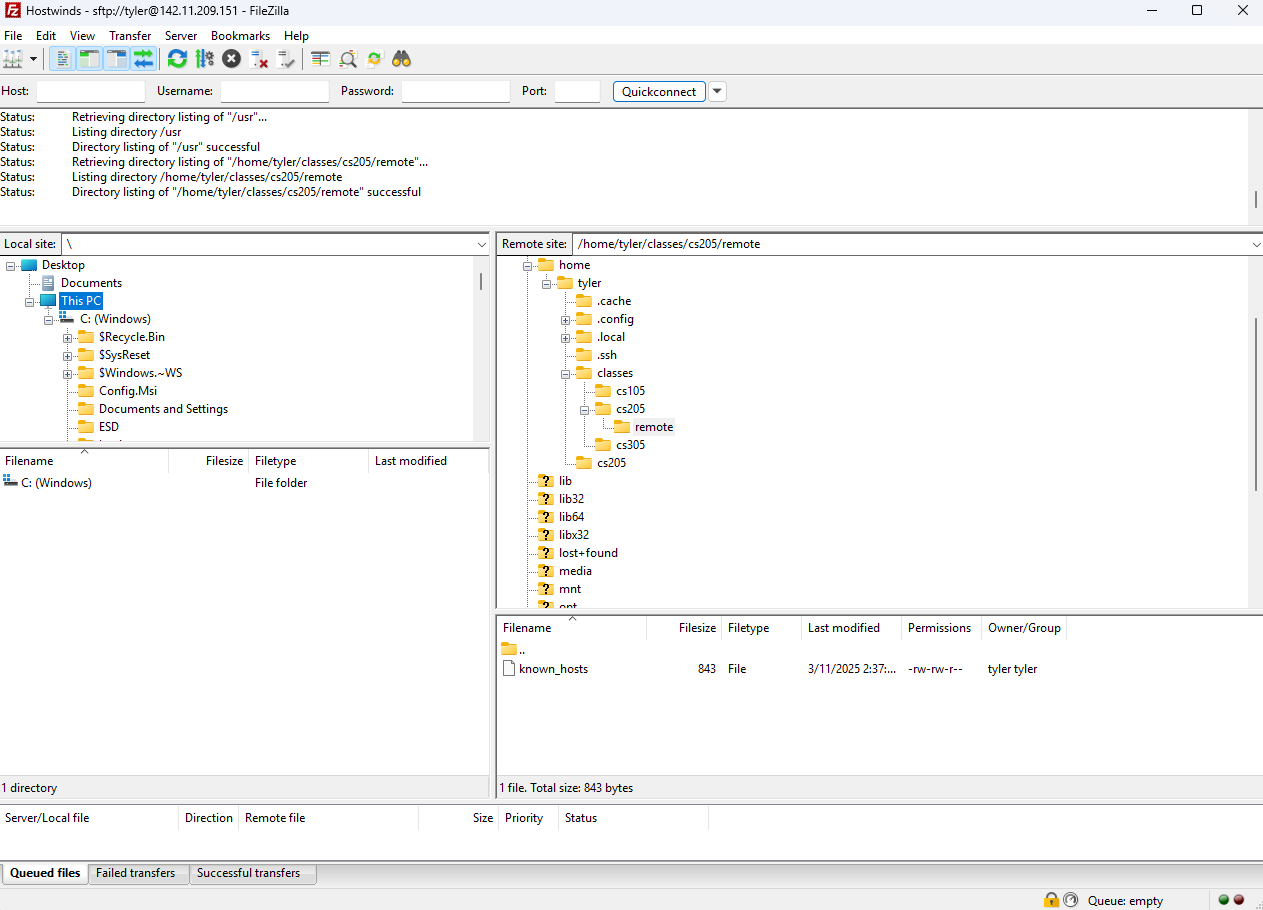 Hostwinds - sftp://tyler@142.11.209.151 - FileZilla
File Edit View Transfer Server Bookmarks Help
Host: Username: Password: Port: Quickconnect
Status: Retrieving directory listing of "/usr"...
Status: Listing directory /usr
Status: Directory listing of "/usr" successful
Status: Retrieving directory listing of "/home/tyler/classes/cs205/remote"...
Status: Listing directory /home/tyler/classes/cs205/remote
Status: Directory listing of "/home/tyler/classes/cs205/remote" successful
Local site: \
Desktop
Documents
This PC
C: (Windows)
$Recycle.Bin
$SysReset
$Windows.~WS
Config.Msi
Documents and Settings
ESD
Filename Filesize Filetype Last modified
C: (Windows) File folder
1 directory
Remote site: /home/tyler/classes/cs205/remote
home
tyler
.cache
.config
.local
.ssh
classes
cs105
cs205
remote
cs305
cs205
? lib
? lib32
? lib64
? libx32
? lost+found
? media
? mnt
? opt
Filename Filesize Filetype Last modified Permissions Owner/Group
..
known_hosts 843 File 3/11/2025 2:37:... -rw-rw-r-- tyler tyler
1 file. Total size: 843 bytes
Server/Local file Direction Remote file Size Priority Status
Queued files Failed transfers Successful transfers
Queue: empty